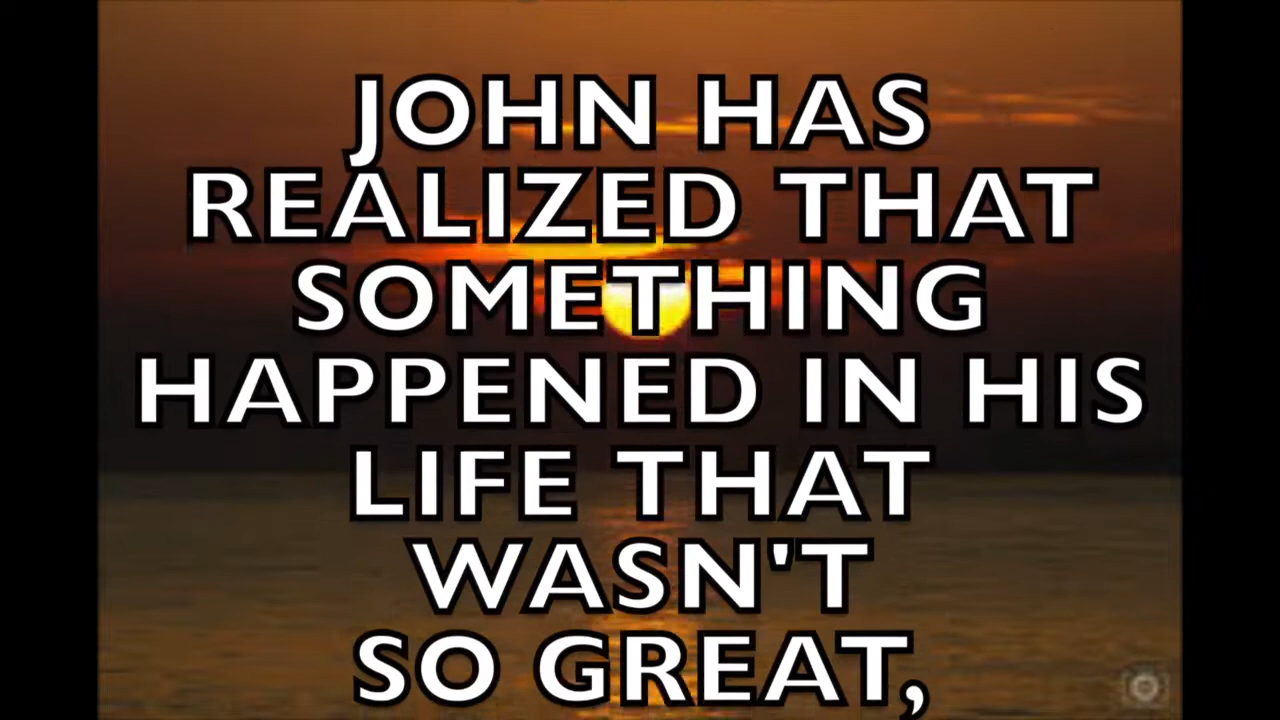 JOHN HAS
REALIZED THAT
SOMETHING
HAPPENED IN HIS
LIFE THAT
WASN'T
SO GREAT,